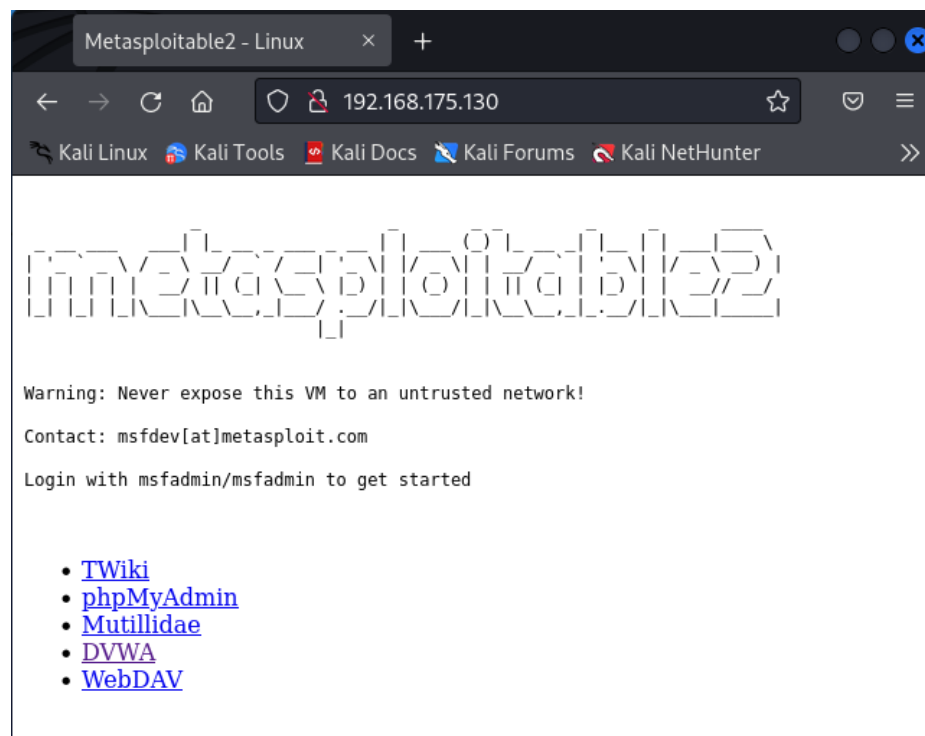 Metasploitable2 - Linux
192.168.175.130
Kali Linux Kali Tools Kali Docs Kali Forums Kali NetHunter
metasploitable2
Warning: Never expose this VM to an untrusted network!
Contact: msfdev[at]metasploit.com
Login with msfadmin/msfadmin to get started
TWiki
phpMyAdmin
Mutillidae
DVWA
WebDAV